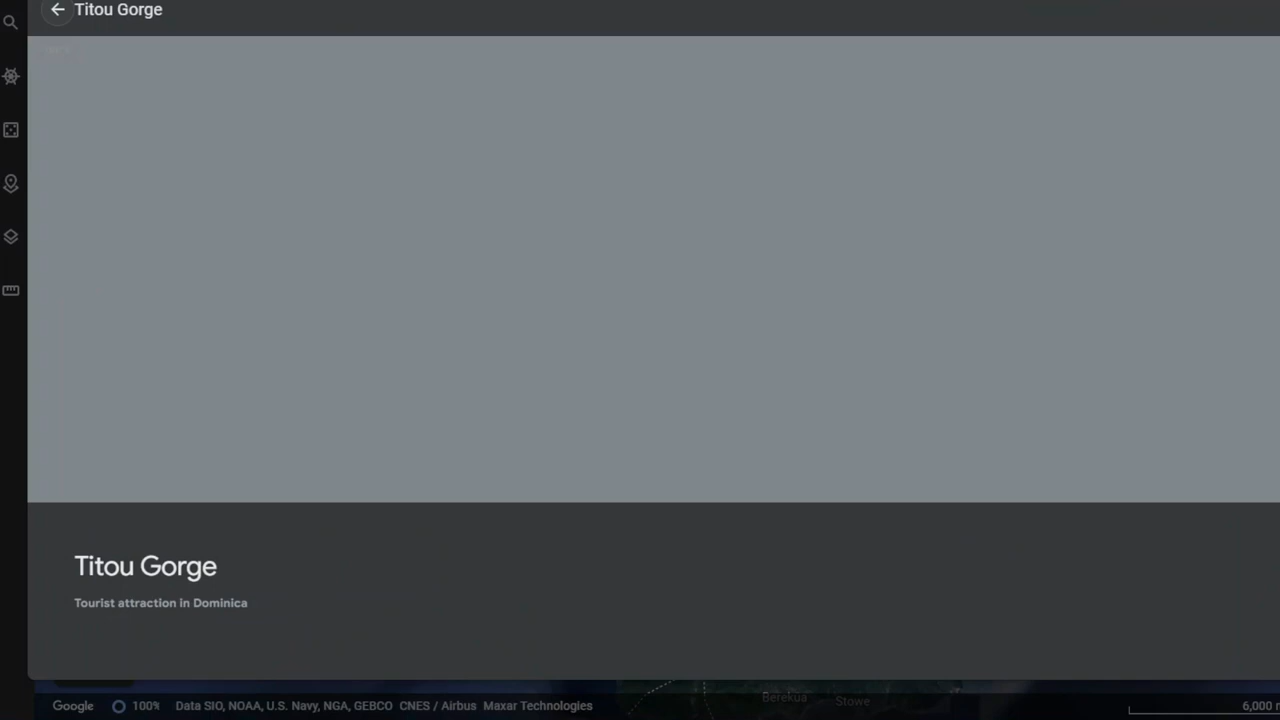 Titou Gorge
Titou Gorge
Tourist attraction in Dominica
Berekua
Stowe
Google
100%
Data SIO, NOAA, U.S. Navy, NGA, GEBCO CNES / Airbus Maxar Technologies
6,000